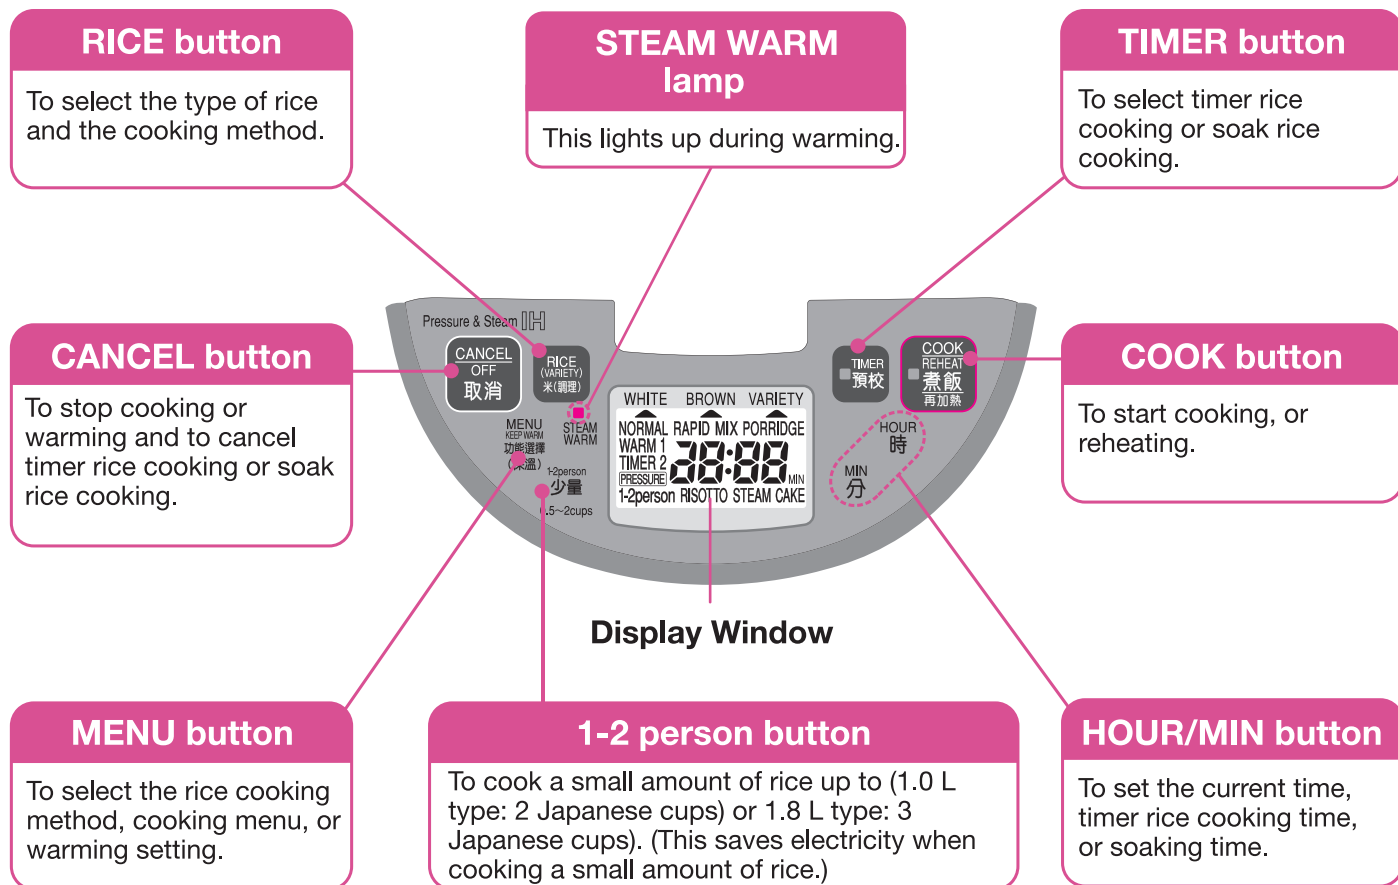 RICE button
To select the type of rice
and the cooking method.
STEAM WARM
lamp
This lights up during warming.
TIMER button
To select timer rice
cooking or soak rice
cooking.
CANCEL button
To stop cooking or
warming and to cancel
timer rice cooking or soak
rice cooking.
Pressure & Steam IH
CANCEL
OFF
取消
RICE
(VARIETY)
米(調理)
MENU
KEEP WARM
功能選擇
(保溫)
STEAM
WARM
1-2person
少量
0.5~2cups
WHITE BROWN VARIETY
NORMAL RAPID MIX PORRIDGE
WARM 1
TIMER 2
PRESSURE
28:88
MIN
1-2person RISOTTO STEAM CAKE
TIMER
預校
COOK
REHEAT
煮飯
再加熱
HOUR
時
MIN
分
COOK button
To start cooking, or
reheating.
Display Window
MENU button
To select the rice cooking
method, cooking menu, or
warming setting.
1-2 person button
To cook a small amount of rice up to (1.0 L
type: 2 Japanese cups) or 1.8 L type: 3
Japanese cups). (This saves electricity when
cooking a small amount of rice.)
HOUR/MIN button
To set the current time,
timer rice cooking time,
or soaking time.